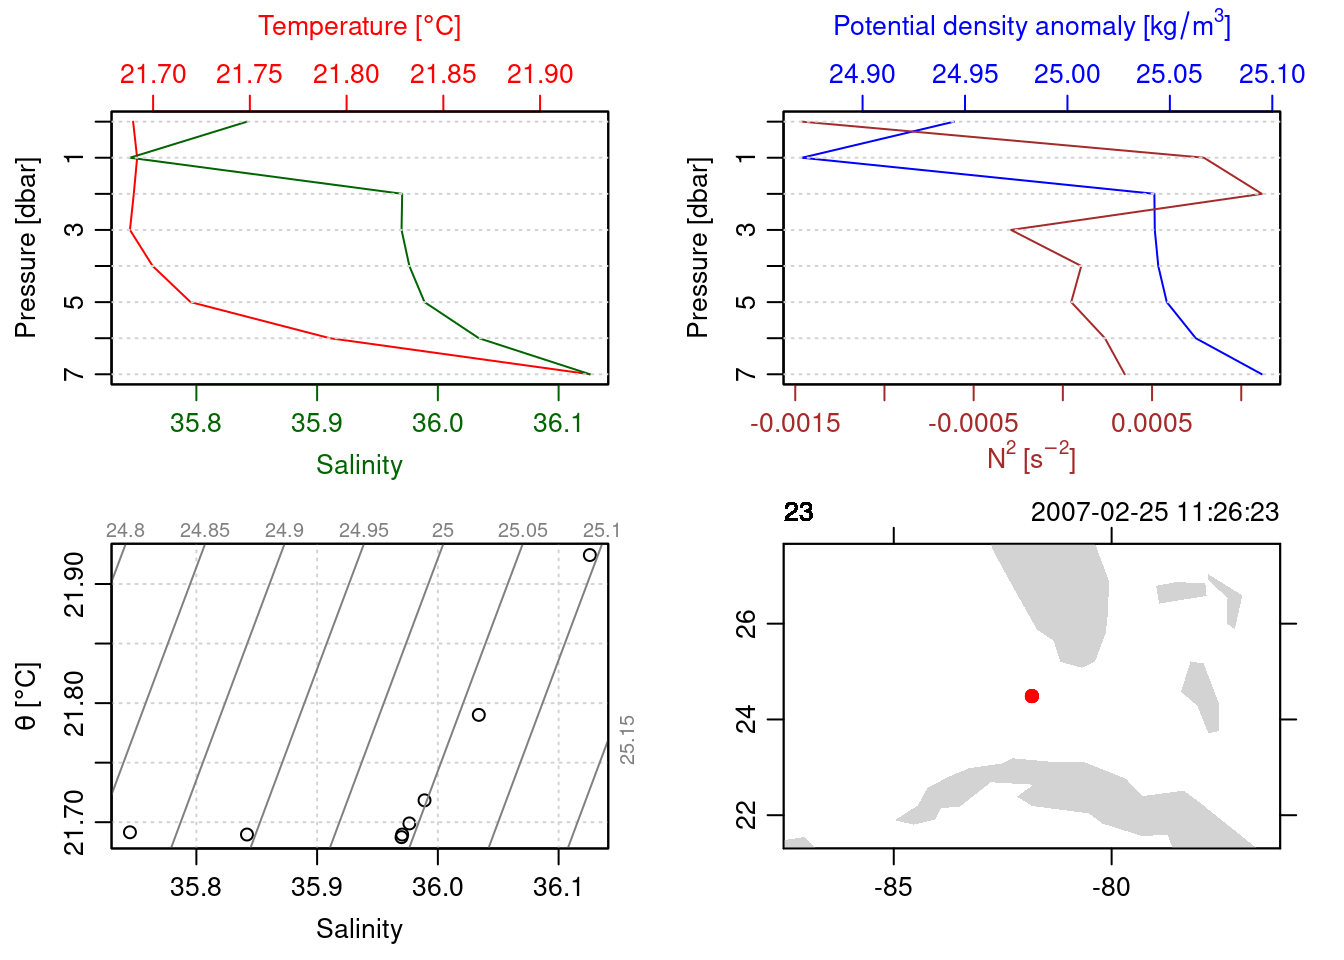 Temperature [°C]
21.70 21.75 21.80 21.85 21.90
Pressure [dbar]
1
3
5
7
35.8 35.9 36.0 36.1
Salinity
Potential density anomaly [kg/m³]
24.90 24.95 25.00 25.05 25.10
Pressure [dbar]
1
3
5
7
-0.0015 -0.0005 0.0005
N² [s⁻²]
24.8 24.85 24.9 24.95 25 25.05 25.1
25.15
θ [°C]
21.90
21.80
21.70
35.8 35.9 36.0 36.1
Salinity
23 2007-02-25 11:26:23
26
24
22
-85 -80